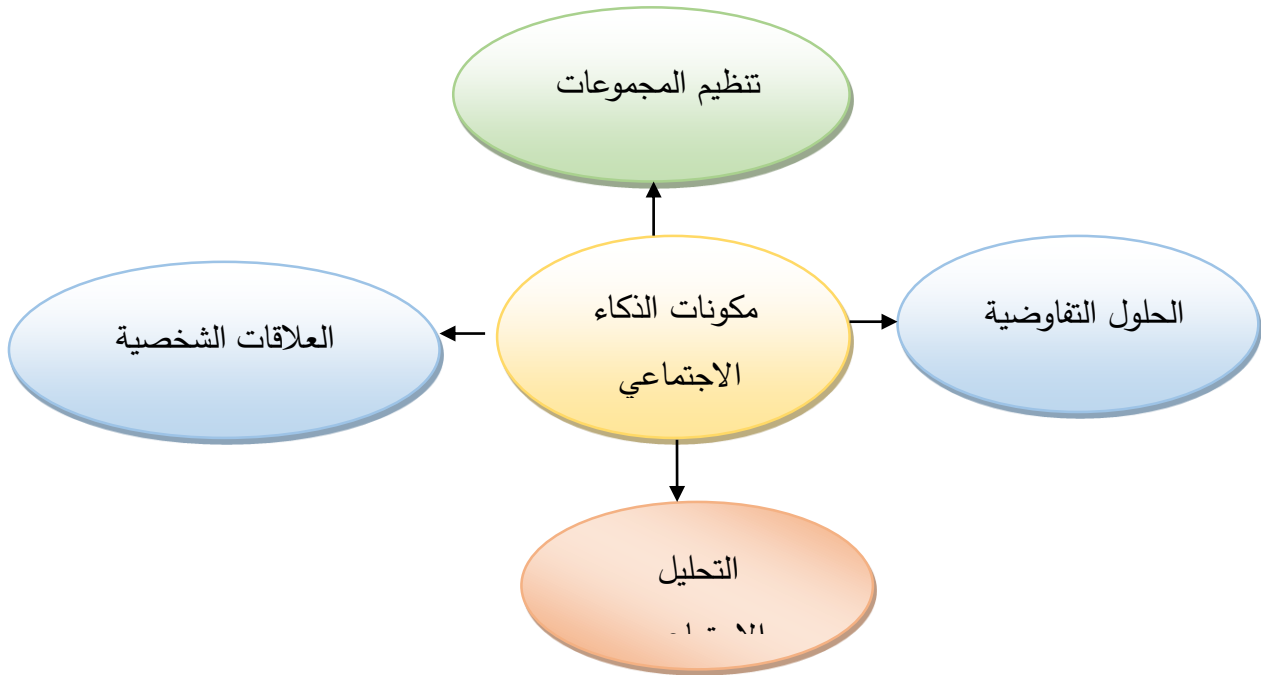 تنظيم المجموعات
مكونات الذكاء
الاجتماعي
الحلول التفاوضية
العلاقات الشخصية
التحليل